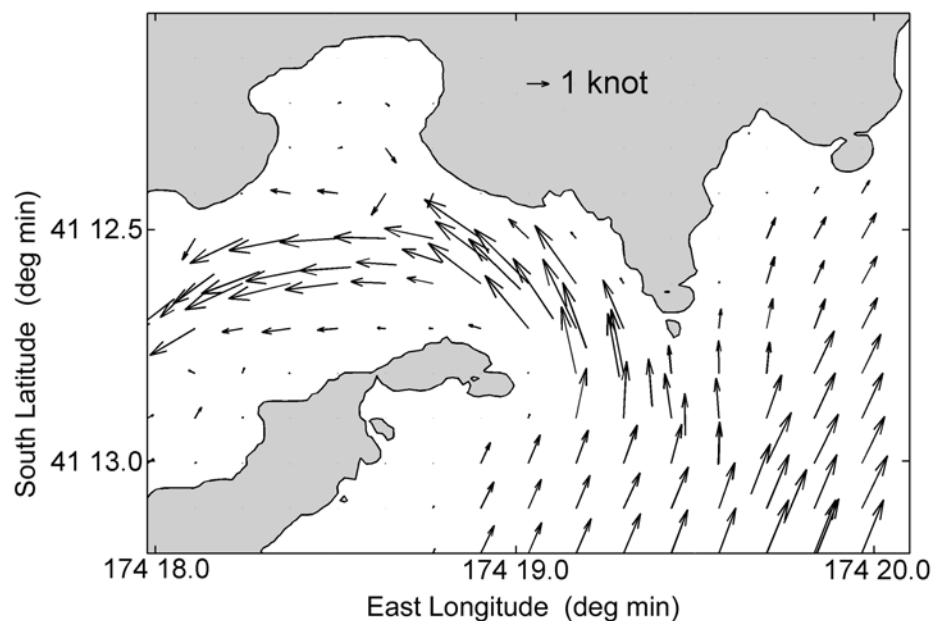 1 knot
South Latitude (deg min)
41 12.5
41 13.0
174 18.0
174 19.0
174 20.0
East Longitude (deg min)